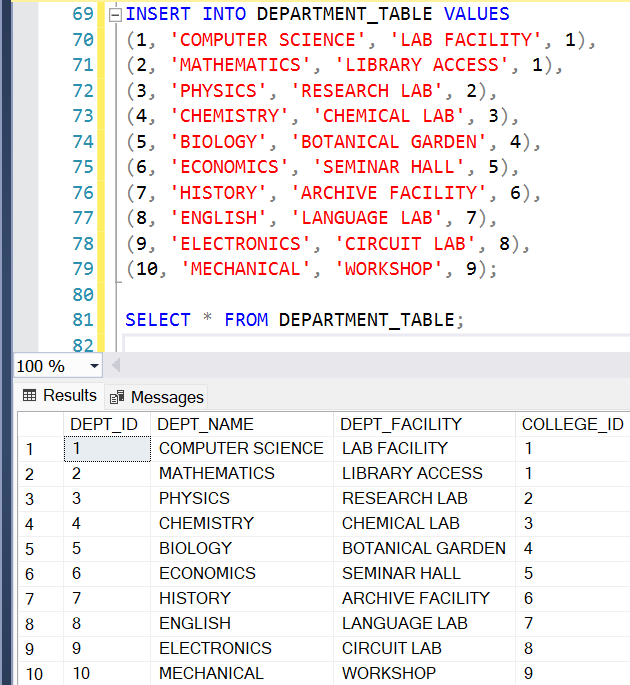 69 INSERT INTO DEPARTMENT_TABLE VALUES
70 (1, 'COMPUTER SCIENCE', 'LAB FACILITY', 1),
71 (2, 'MATHEMATICS', 'LIBRARY ACCESS', 1),
72 (3, 'PHYSICS', 'RESEARCH LAB', 2),
73 (4, 'CHEMISTRY', 'CHEMICAL LAB', 3),
74 (5, 'BIOLOGY', 'BOTANICAL GARDEN', 4),
75 (6, 'ECONOMICS', 'SEMINAR HALL', 5),
76 (7, 'HISTORY', 'ARCHIVE FACILITY', 6),
77 (8, 'ENGLISH', 'LANGUAGE LAB', 7),
78 (9, 'ELECTRONICS', 'CIRCUIT LAB', 8),
79 (10, 'MECHANICAL', 'WORKSHOP', 9);
80
81 SELECT * FROM DEPARTMENT_TABLE;
82
100 %
Results Messages
DEPT_ID DEPT_NAME DEPT_FACILITY COLLEGE_ID
1 1 COMPUTER SCIENCE LAB FACILITY 1
2 2 MATHEMATICS LIBRARY ACCESS 1
3 3 PHYSICS RESEARCH LAB 2
4 4 CHEMISTRY CHEMICAL LAB 3
5 5 BIOLOGY BOTANICAL GARDEN 4
6 6 ECONOMICS SEMINAR HALL 5
7 7 HISTORY ARCHIVE FACILITY 6
8 8 ENGLISH LANGUAGE LAB 7
9 9 ELECTRONICS CIRCUIT LAB 8
10 10 MECHANICAL WORKSHOP 9